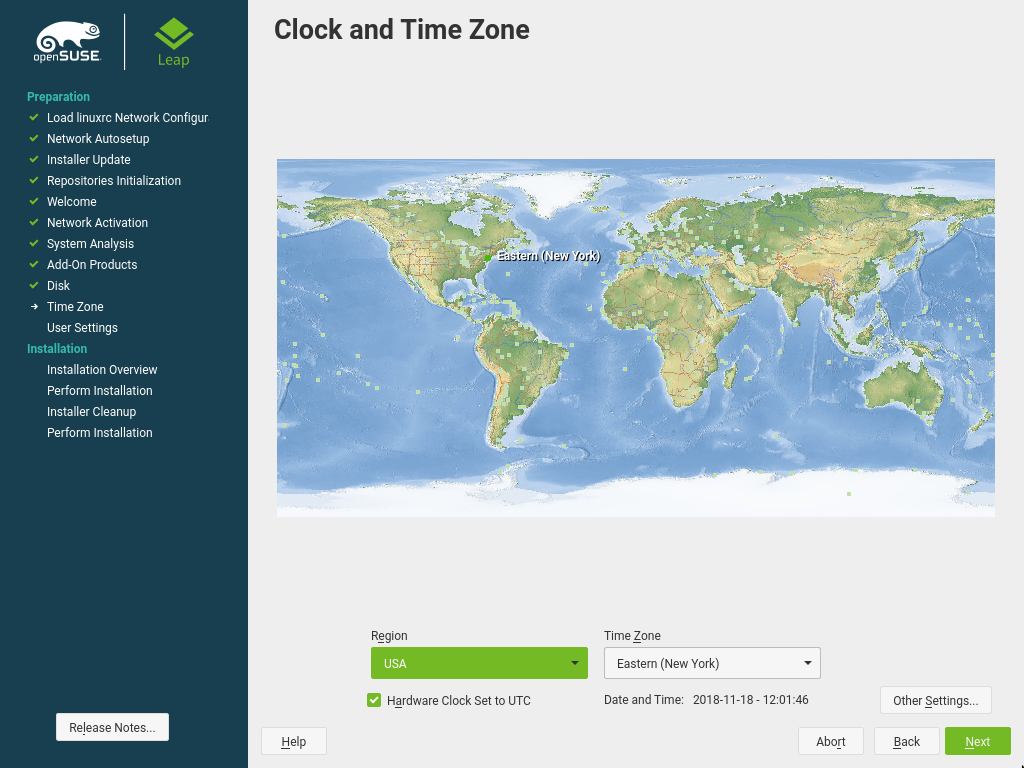 openSUSE
Leap
Preparation
Load linuxrc Network Configur
Network Autosetup
Installer Update
Repositories Initialization
Welcome
Network Activation
System Analysis
Add-On Products
Disk
Time Zone
User Settings
Installation
Installation Overview
Perform Installation
Installer Cleanup
Perform Installation
Release Notes...
Clock and Time Zone
Eastern (New York)
Region
USA
Hardware Clock Set to UTC
Time Zone
Eastern (New York)
Date and Time: 2018-11-18 - 12:01:46
Other Settings...
Help
Abort
Back
Next